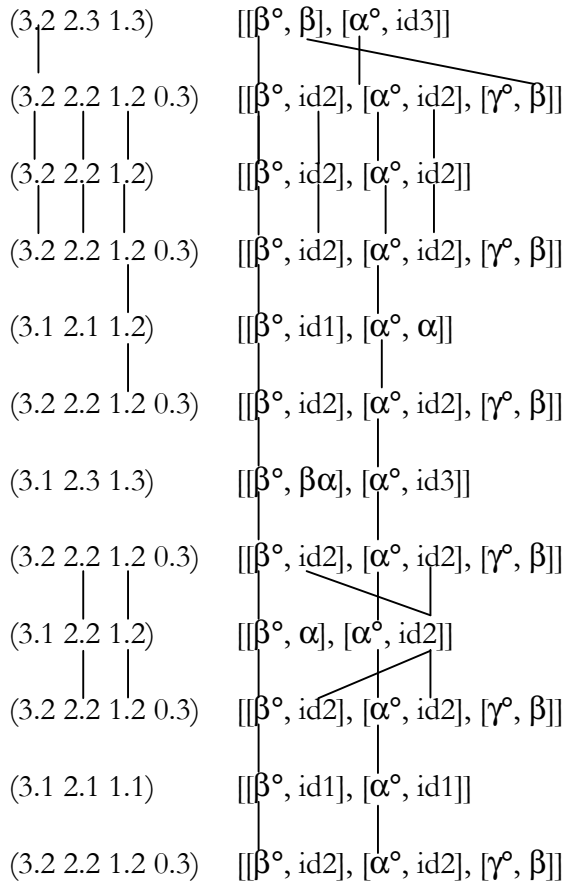 (3.2 2.3 1.3) [[β°, β], [α°, id3]]
(3.2 2.2 1.2 0.3) [[β°, id2], [α°, id2], [γ°, β]]
(3.2 2.2 1.2) [[β°, id2], [α°, id2]]
(3.2 2.2 1.2 0.3) [[β°, id2], [α°, id2], [γ°, β]]
(3.1 2.1 1.2) [[β°, id1], [α°, α]]
(3.2 2.2 1.2 0.3) [[β°, id2], [α°, id2], [γ°, β]]
(3.1 2.3 1.3) [[β°, βα], [α°, id3]]
(3.2 2.2 1.2 0.3) [[β°, id2], [α°, id2], [γ°, β]]
(3.1 2.2 1.2) [[β°, α], [α°, id2]]
(3.2 2.2 1.2 0.3) [[β°, id2], [α°, id2], [γ°, β]]
(3.1 2.1 1.1) [[β°, id1], [α°, id1]]
(3.2 2.2 1.2 0.3) [[β°, id2], [α°, id2], [γ°, β]]